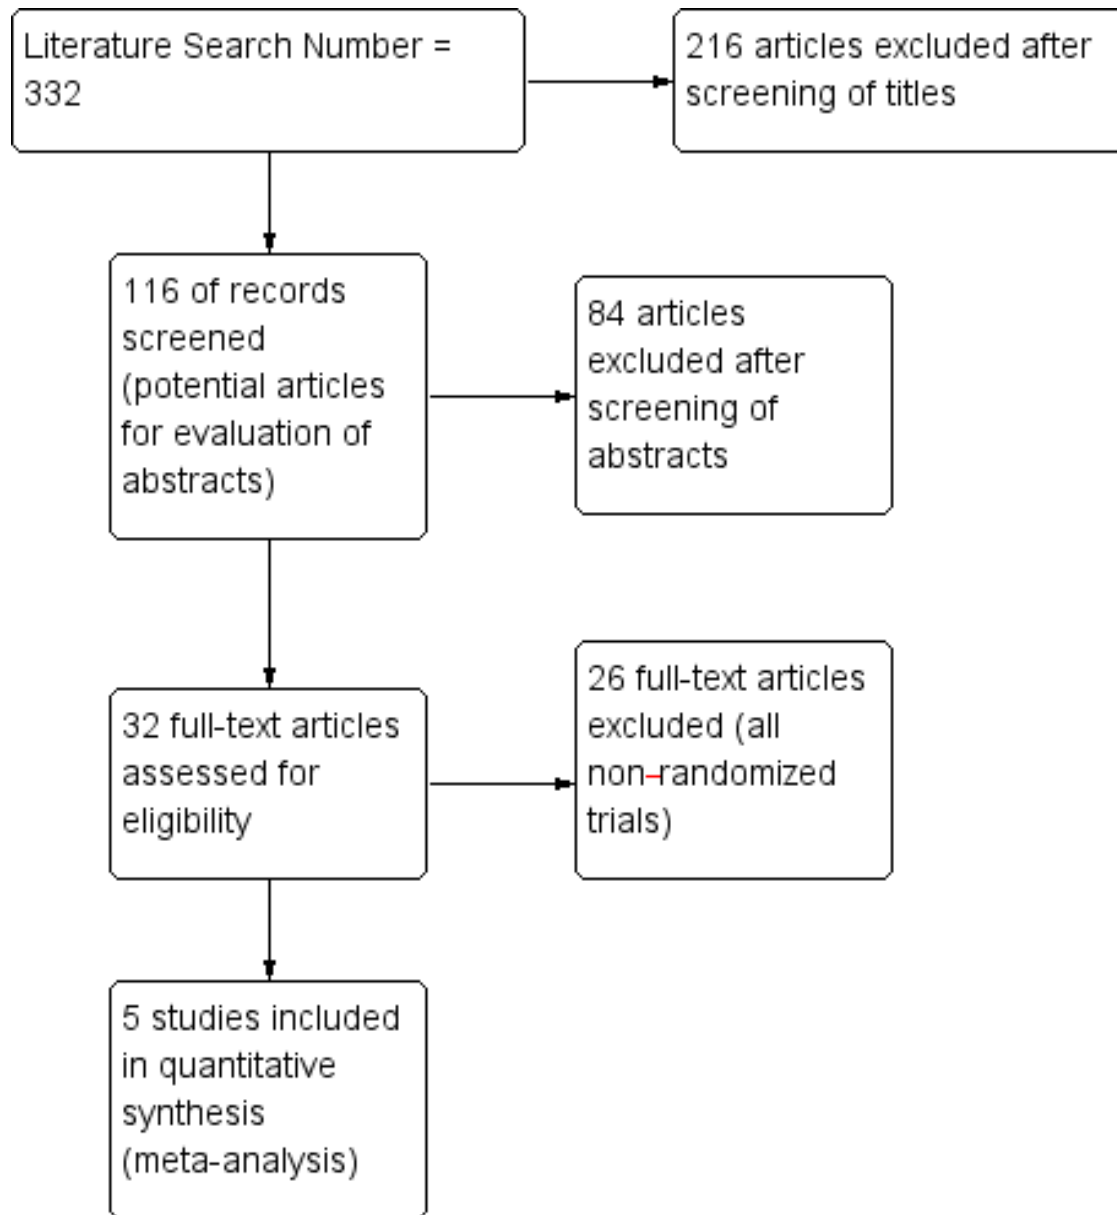 Literature Search Number =
332
216 articles excluded after
screening of titles
116 of records
screened
(potential articles
for evaluation of
abstracts)
84 articles
excluded after
screening of
abstracts
32 full-text articles
assessed for
eligibility
26 full-text articles
excluded (all
non-randomized
trials)
5 studies included
in quantitative
synthesis
(meta-analysis)